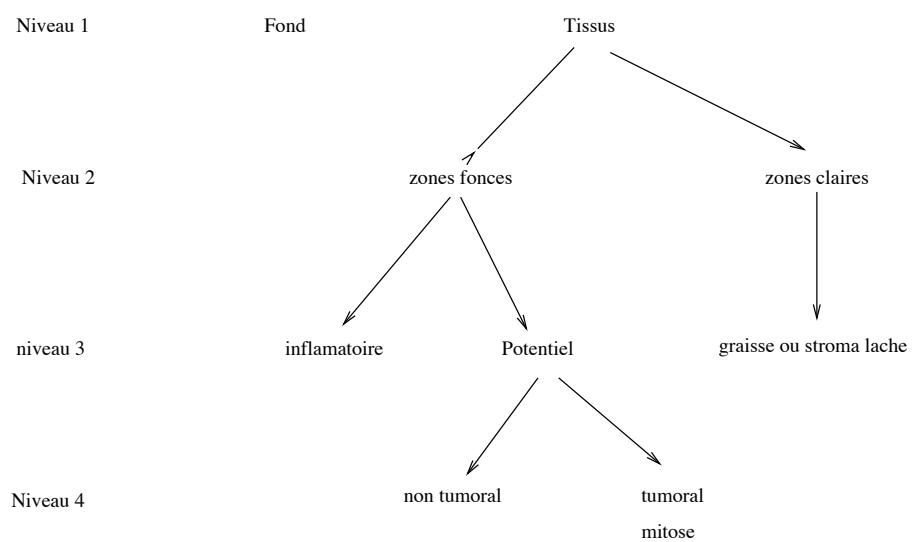 Niveau 1 Fond Tissus
Niveau 2 zones fonces zones claires
niveau 3 inflamatoire Potentiel graisse ou stroma lache
Niveau 4 non tumoral tumoral
mitose